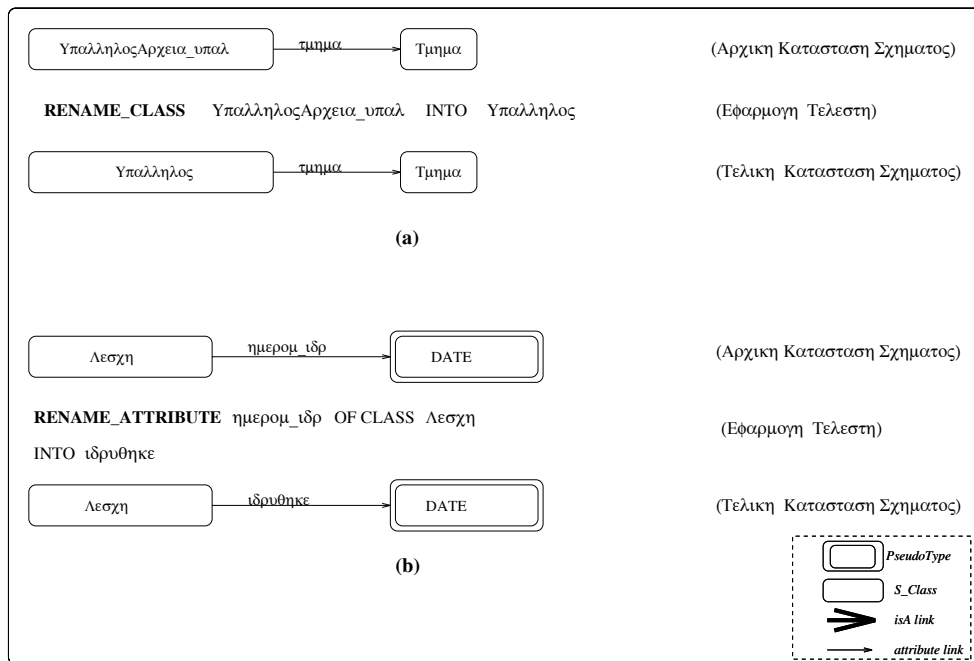 ΥπαλληλοςΑρχεια_υπαλ τμημα Τμημα (Αρχικη Κατασταση Σχηματος)
RENAME_CLASS ΥπαλληλοςΑρχεια_υπαλ INTO Υπαλληλος (Εφαρμογη Τελεστη)
Υπαλληλος τμημα Τμημα (Τελικη Κατασταση Σχηματος)
(a)
Λεσχη ημερομ_ιδρ DATE (Αρχικη Κατασταση Σχηματος)
RENAME_ATTRIBUTE ημερομ_ιδρ OF CLASS Λεσχη (Εφαρμογη Τελεστη)
INTO ιδρυθηκε
Λεσχη ιδρυθηκε DATE (Τελικη Κατασταση Σχηματος)
(b)
PseudoType
S_Class
isA link
attribute link